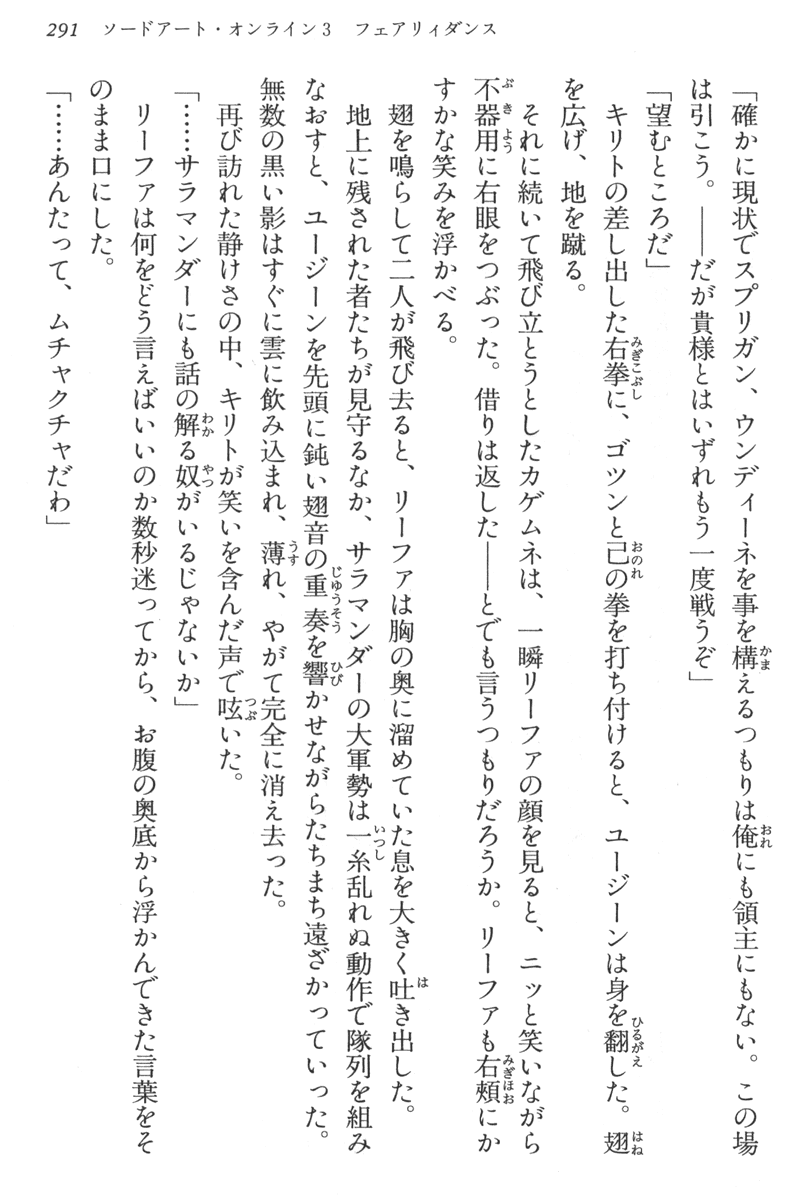 291 ソードアート・オンライン3 フェアリィダンス
「確かに現状でスプリガン、ウンディーネを事を構えるつもりは俺にも領主にもない。この場
は引こう。――だが貴様とはいずれもう一度戦うぞ」
「望むところだ」
キリトの差し出した右拳に、ゴツンと己の拳を打ち付けると、ユージーンは身を翻した。翅
を広げ、地を蹴る。
それに続いて飛び立とうとしたカゲムネは、一瞬リーファの顔を見ると、ニッと笑いながら
不器用に右眼をつぶった。借りは返した――とでも言うつもりだろうか。リーファも右頰にか
すかな笑みを浮かべる。
翅を鳴らして二人が飛び去ると、リーファは胸の奥に溜めていた息を大きく吐き出した。
地上に残された者たちが見守るなか、サラマンダーの大軍勢は一糸乱れぬ動作で隊列を組み
なおすと、ユージーンを先頭に鈍い翅音の重奏を響かせながらたちまち遠ざかっていった。
無数の黒い影はすぐに雲に飲み込まれ、薄れ、やがて完全に消え去った。
再び訪れた静けさの中、キリトが笑いを含んだ声で呟いた。
「……サラマンダーにも話の解る奴がいるじゃないか」
リーファは何をどう言えばいいのか数秒迷ってから、お腹の奥底から浮かんできた言葉をそ
のまま口にした。
「……あんたって、ムチャクチャだわ」